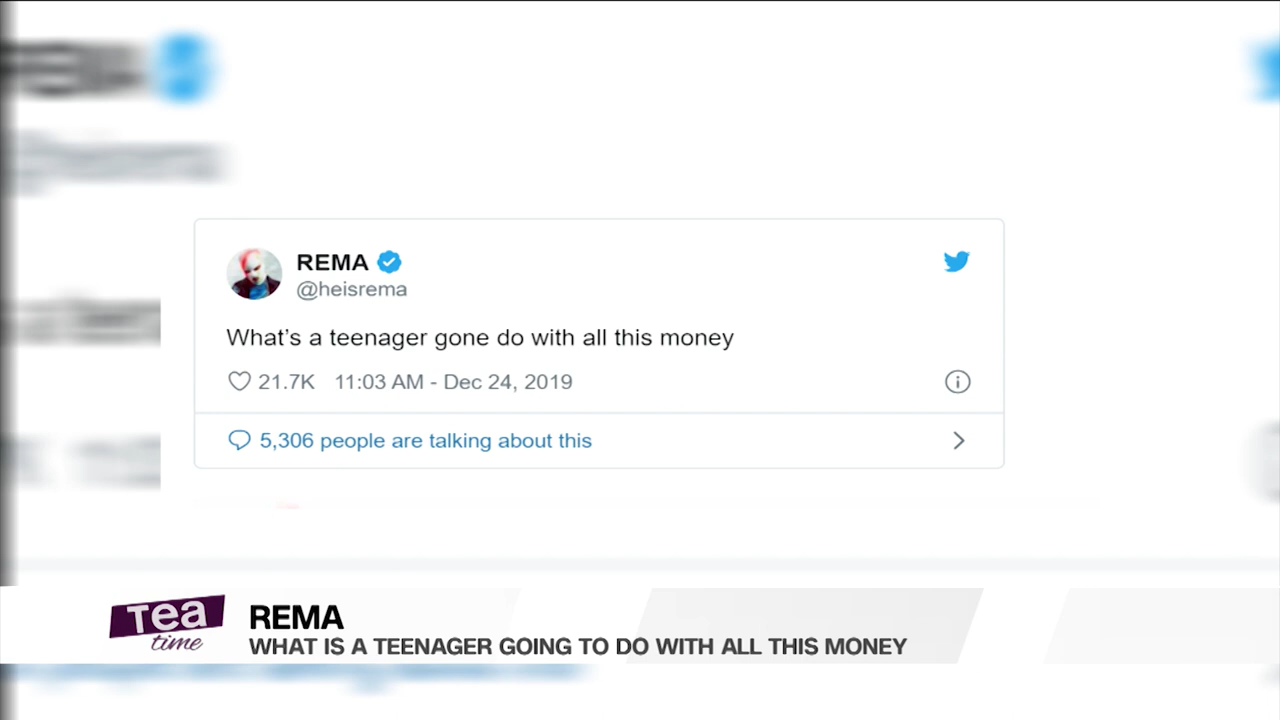 REMA
@heisrema
What's a teenager gone do with all this money
21.7K 11:03 AM - Dec 24, 2019
5,306 people are talking about this
Tea
time
REMA
WHAT IS A TEENAGER GOING TO DO WITH ALL THIS MONEY